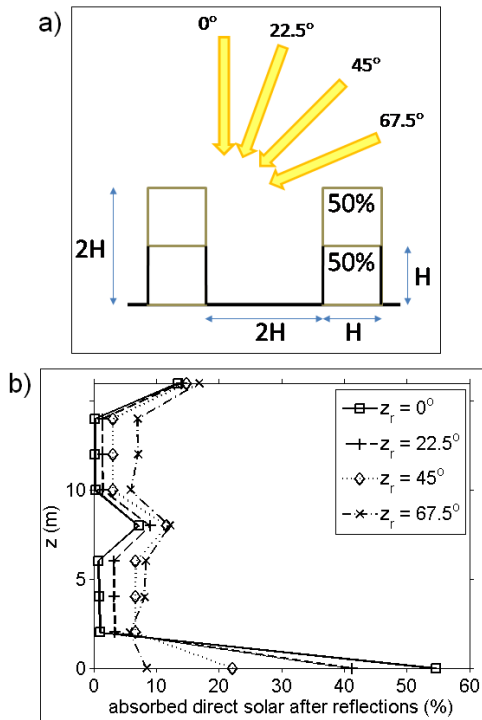 a)
0°
22.5°
45°
67.5°
50%
50%
2H
H
2H
H
b)
z_r = 0°
z_r = 22.5°
z_r = 45°
z_r = 67.5°
10
5
0
z (m)
0 10 20 30 40 50 60
absorbed direct solar after reflections (%)